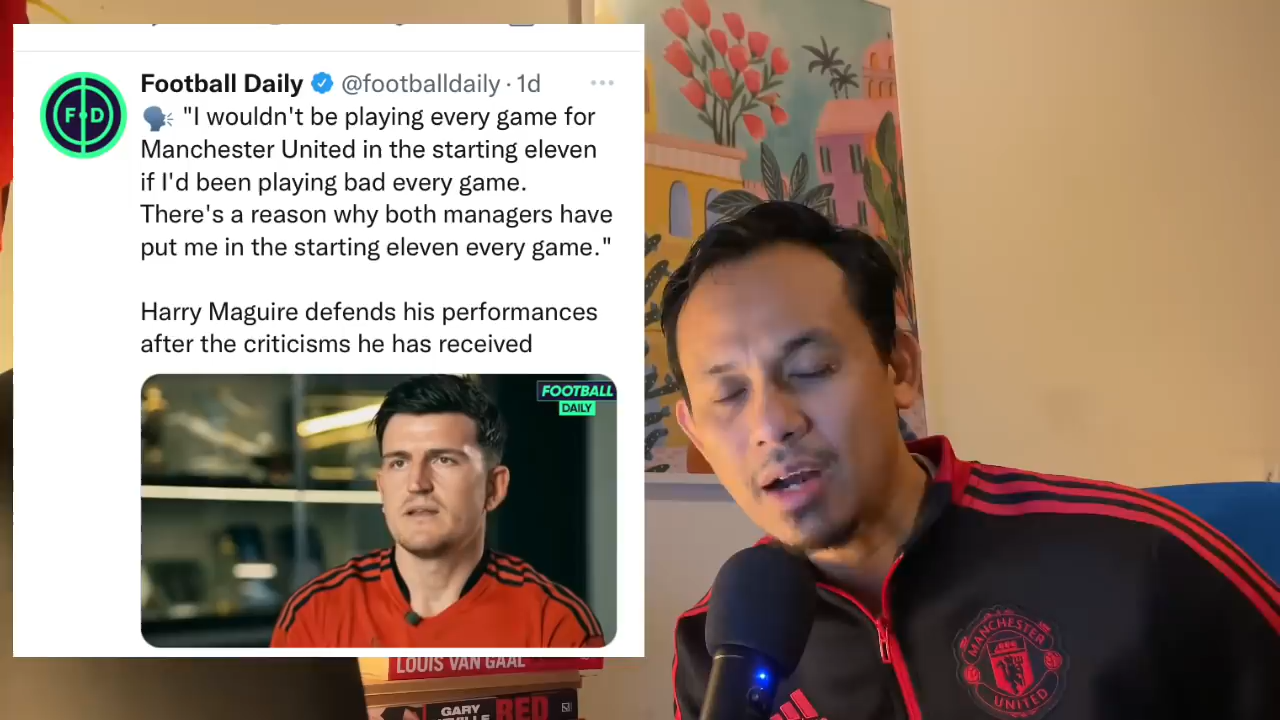 Football Daily @footballdaily · 1d
🗣️ "I wouldn't be playing every game for
Manchester United in the starting eleven
if I'd been playing bad every game.
There's a reason why both managers have
put me in the starting eleven every game."
Harry Maguire defends his performances
after the criticisms he has received
FD
FOOTBALL
DAILY
LOUIS VAN GAAL
GARY
RED
MANCHESTER
UNITED